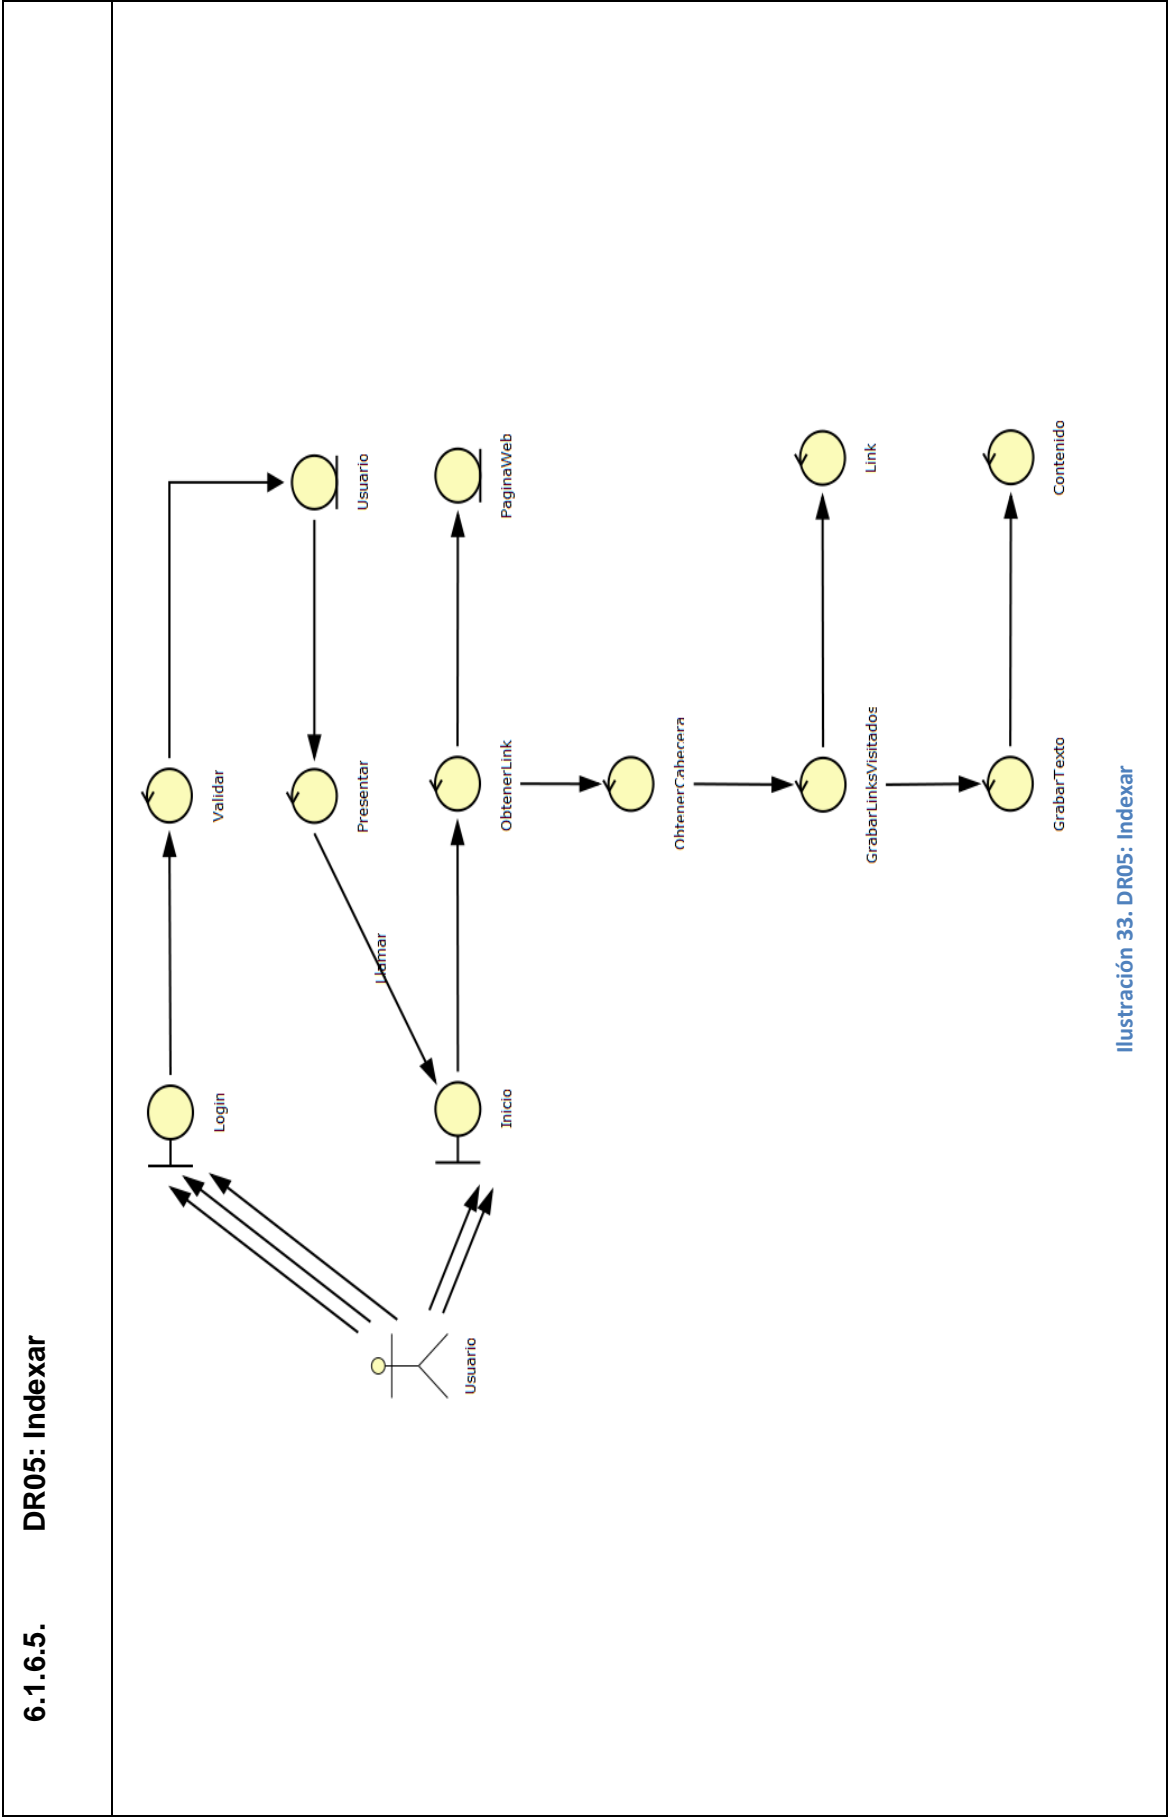 6.1.6.5. DR05: Indexar
Login
Validar
Usuario
Presentar
Llamar
Usuario
Inicio
ObtenerLink
PaginaWeb
ObtenerCabecera
GrabarLinksVisitados
Link
GrabarTexto
Contenido
Ilustración 33. DR05: Indexar